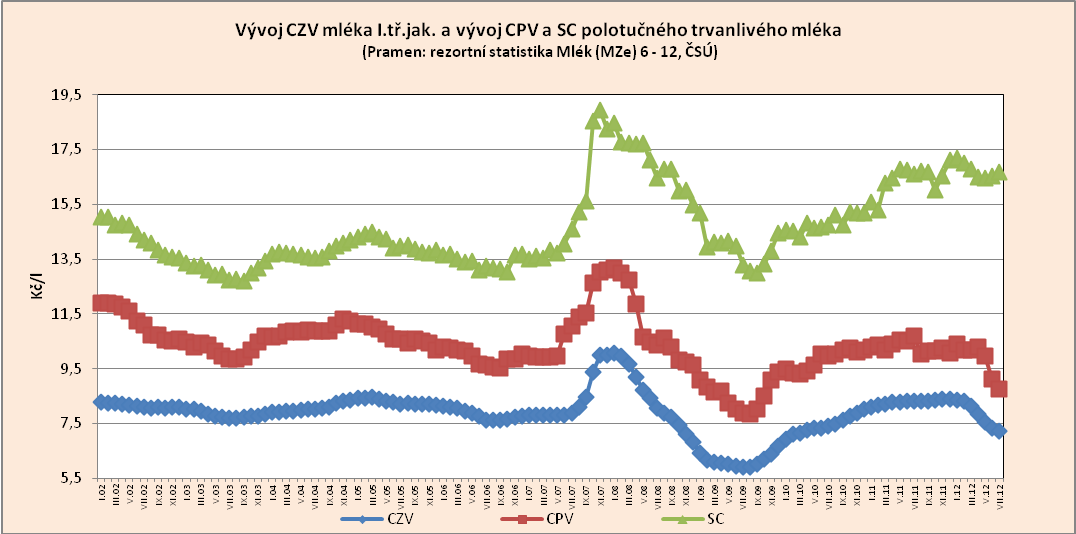 Vývoj CZV mléka I.tř.jak. a vývoj CPV a SC polotučného trvanlivého mléka
(Pramen: rezortní statistika Mlék (MZe) 6 - 12, ČSÚ)
19,5
17,5
15,5
13,5
11,5
9,5
7,5
5,5
Kč/l
I.02 III.02 V.02 VII.02 IX.02 XI.02 I.03 III.03 V.03 VII.03 IX.03 XI.03 I.04 III.04 V.04 VII.04 IX.04 XI.04 I.05 III.05 V.05 VII.05 IX.05 XI.05 I.06 III.06 V.06 VII.06 IX.06 XI.06 I.07 III.07 V.07 VII.07 IX.07 XI.07 I.08 III.08 V.08 VII.08 IX.08 XI.08 I.09 III.09 V.09 VII.09 IX.09 XI.09 I.10 III.10 V.10 VII.10 IX.10 XI.10 I.11 III.11 V.11 VII.11 IX.11 XI.11 I.12 III.12 V.12 VII.12
CZV CPV SC